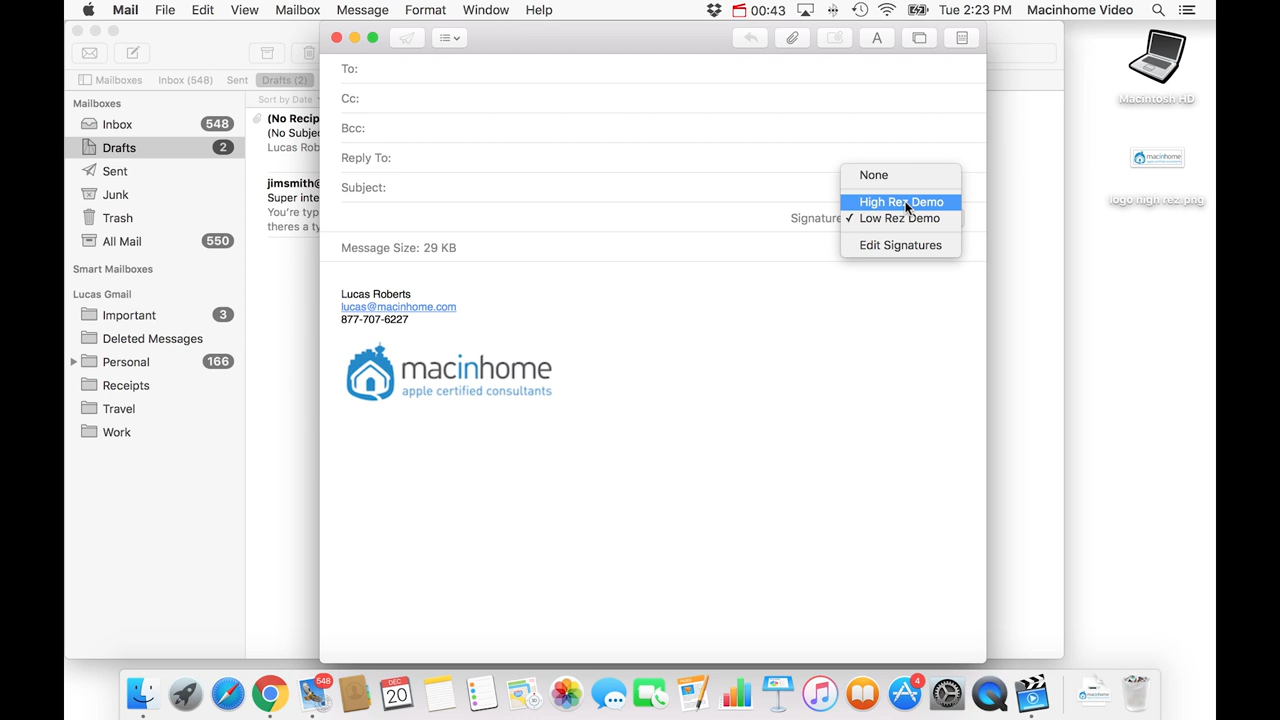 Mail File Edit View Mailbox Message Format Window Help 00:43 Tue 2:23 PM Macinhome Video
Mailboxes Inbox (548) Sent Drafts (2)
Sort by Date
Mailboxes
Inbox 548
Drafts 2
Sent
Junk
Trash
All Mail 550
Smart Mailboxes
Lucas Gmail
Important 3
Deleted Messages
Personal 166
Receipts
Travel
Work
(No Recip
(No Subjec
Lucas Rob
jimsmith@
Super inte
You're typ
theres a ty
To:
Cc:
Bcc:
Reply To:
Subject:
Signature
None
High Rez Demo
✓ Low Rez Demo
Edit Signatures
Message Size: 29 KB
Lucas Roberts
lucas@macinhome.com
877-707-6227
macinhome
apple certified consultants
Macintosh HD
macinhome
logo high rez.png
548
DEC
20
4